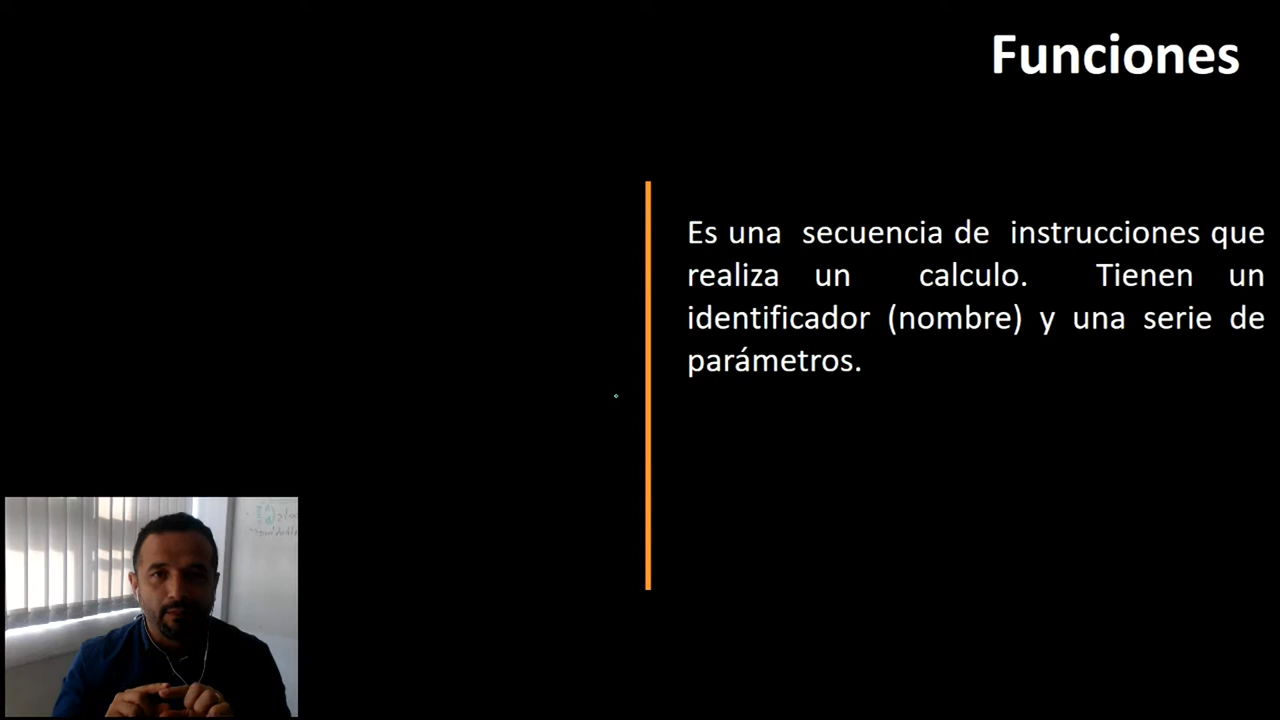 Funciones
Es una secuencia de instrucciones que
realiza un calculo. Tienen un
identificador (nombre) y una serie de
parámetros.